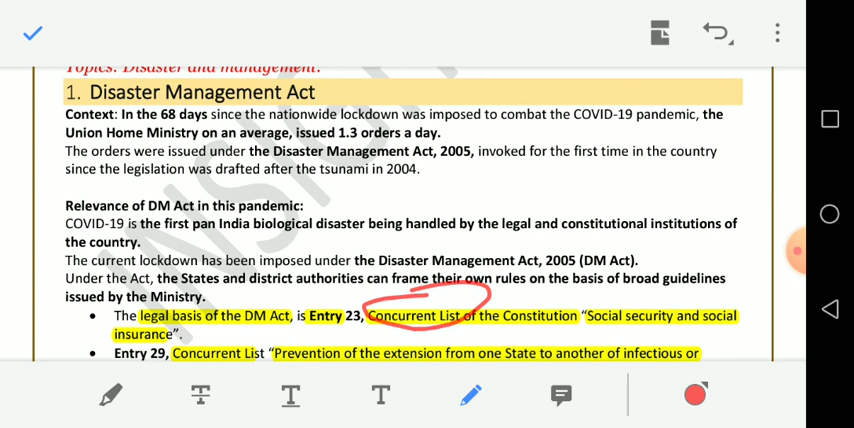 Topics: Disaster and management:
1. Disaster Management Act
Context: In the 68 days since the nationwide lockdown was imposed to combat the COVID-19 pandemic, the
Union Home Ministry on an average, issued 1.3 orders a day.
The orders were issued under the Disaster Management Act, 2005, invoked for the first time in the country
since the legislation was drafted after the tsunami in 2004.
Relevance of DM Act in this pandemic:
COVID-19 is the first pan India biological disaster being handled by the legal and constitutional institutions of
the country.
The current lockdown has been imposed under the Disaster Management Act, 2005 (DM Act).
Under the Act, the States and district authorities can frame their own rules on the basis of broad guidelines
issued by the Ministry.
• The legal basis of the DM Act, is Entry 23, Concurrent List of the Constitution “Social security and social
insurance”.
• Entry 29, Concurrent List “Prevention of the extension from one State to another of infectious or
T
T
T
INSIGH